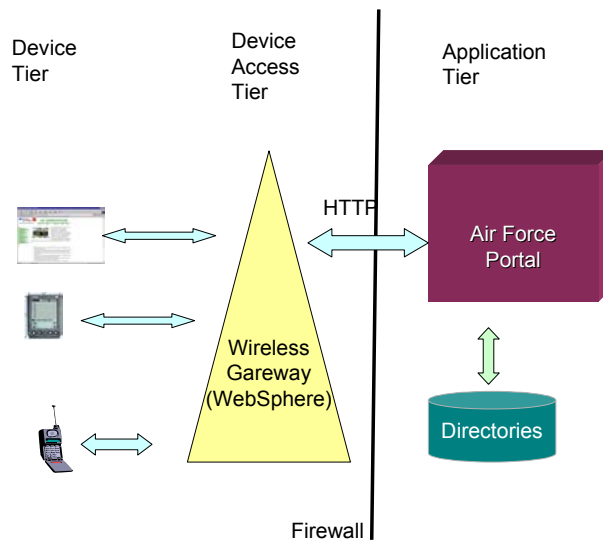 Device
Tier
Device
Access
Tier
Application
Tier
HTTP
Air Force
Portal
Wireless
Gareway
(WebSphere)
Directories
Firewall